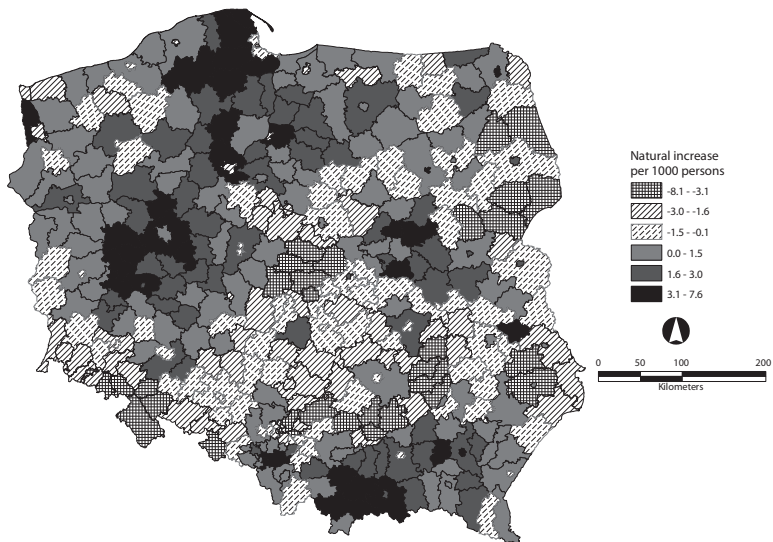 Natural increase
per 1000 persons
-8.1 - -3.1
-3.0 - -1.6
-1.5 - -0.1
0.0 - 1.5
1.6 - 3.0
3.1 - 7.6
0 50 100 200
Kilometers